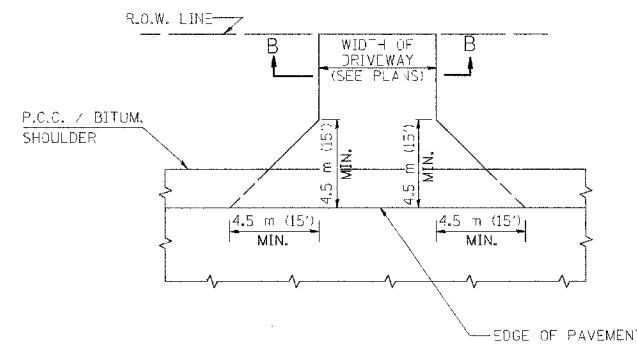 R.O.W. LINE
B
WIDTH OF
DRIVEWAY
(SEE PLANS)
B
P.C.C. / BITUM.
SHOULDER
4.5 m (15')
MIN.
4.5 m (15')
MIN.
4.5 m (15')
MIN.
4.5 m (15')
MIN.
EDGE OF PAVEMENT